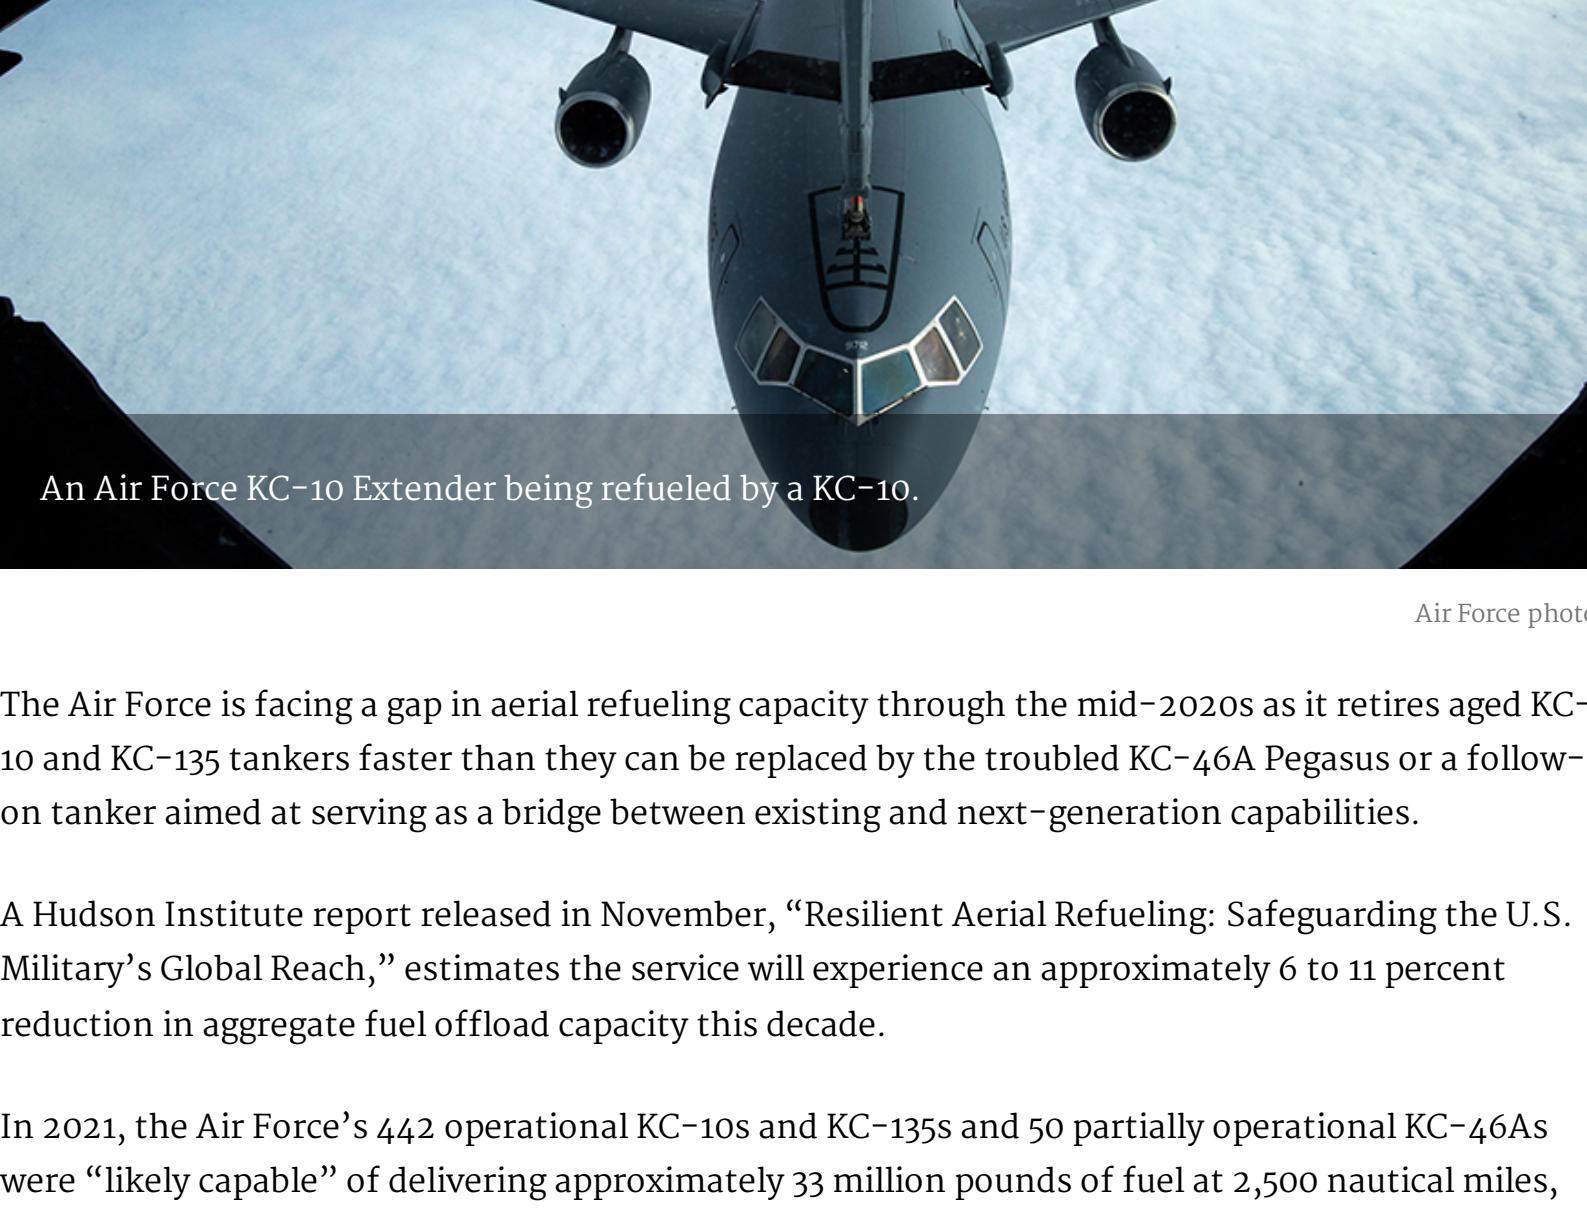 91712
An Air Force KC-10 Extender being refueled by a KC-10.
Air Force photo
The Air Force is facing a gap in aerial refueling capacity through the mid-2020s as it retires aged KC-
10 and KC-135 tankers faster than they can be replaced by the troubled KC-46A Pegasus or a follow-
on tanker aimed at serving as a bridge between existing and next-generation capabilities.
A Hudson Institute report released in November, “Resilient Aerial Refueling: Safeguarding the U.S.
Military’s Global Reach,” estimates the service will experience an approximately 6 to 11 percent
reduction in aggregate fuel offload capacity this decade.
In 2021, the Air Force’s 442 operational KC-10s and KC-135s and 50 partially operational KC-46As
were “likely capable” of delivering approximately 33 million pounds of fuel at 2,500 nautical miles,